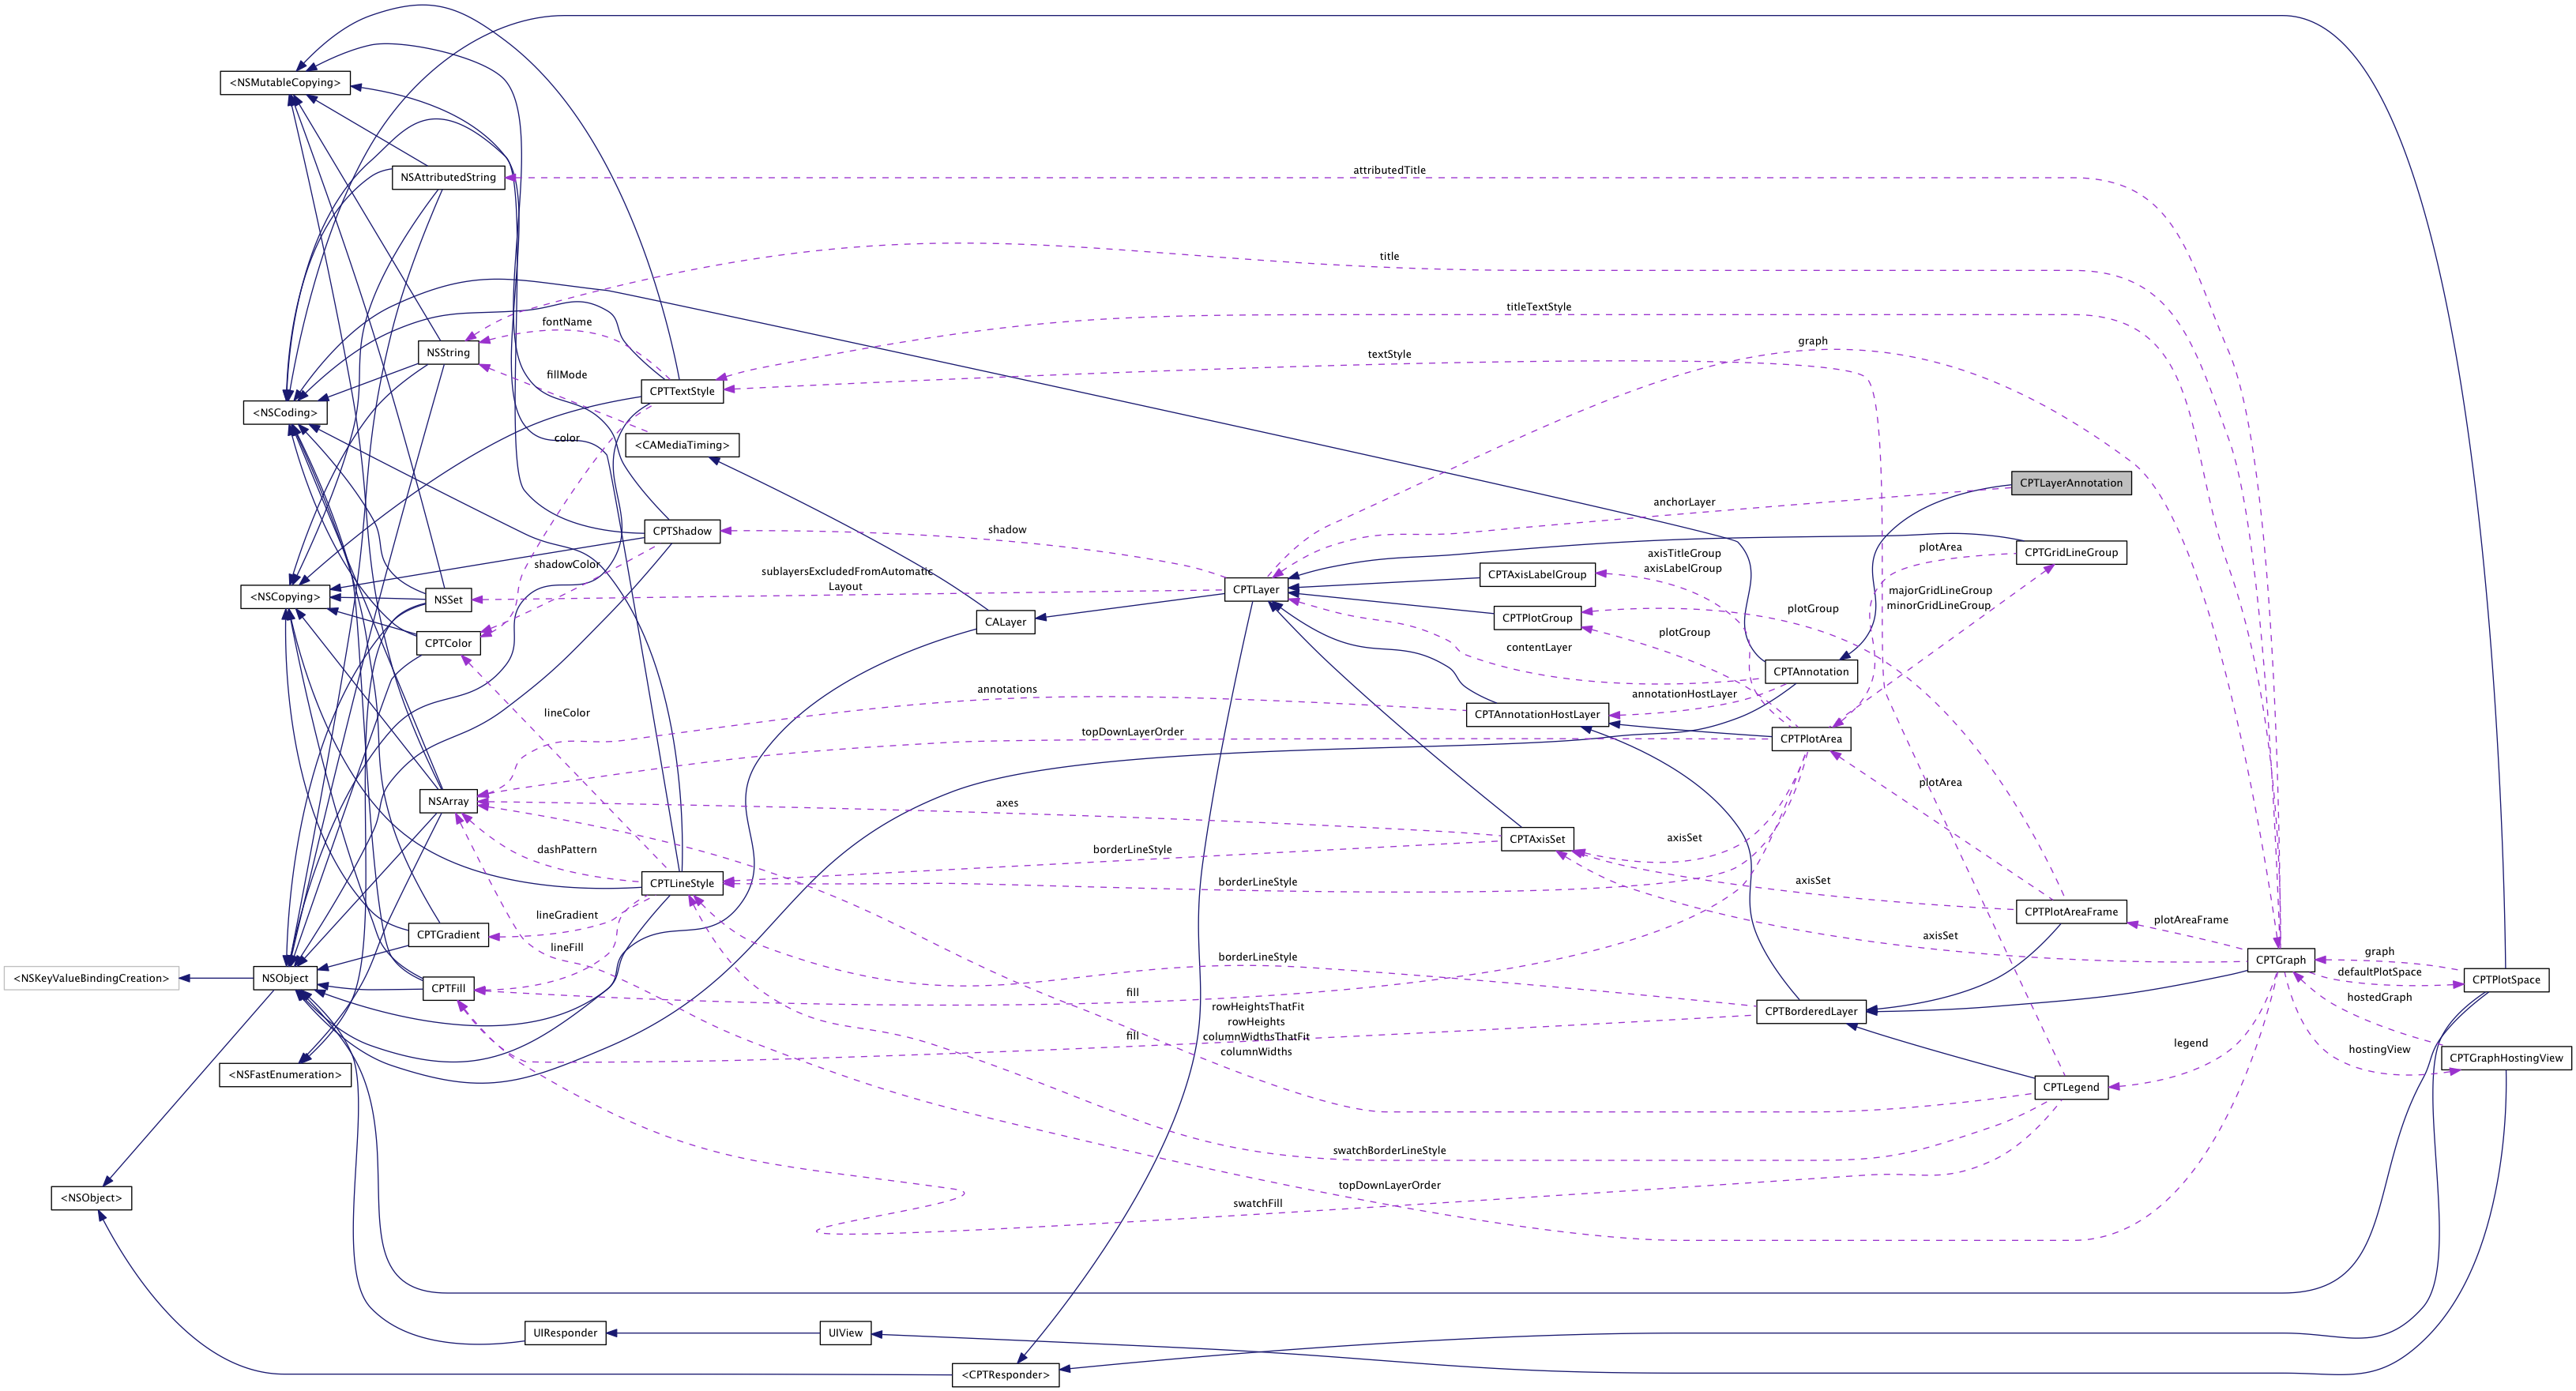 <NSMutableCopying>
NSAttributedString
attributedTitle
title
titleTextStyle
fontName
graph
NSString
textStyle
fillMode
CPTTextStyle
<NSCoding>
color
<CAMediaTiming>
CPTLayerAnnotation
anchorLayer
shadow
CPTShadow
plotArea
CPTGridLineGroup
axisTitleGroup
axisLabelGroup
shadowColor
sublayersExcludedFromAutomatic
Layout
CPTAxisLabelGroup
majorGridLineGroup
minorGridLineGroup
CPTLayer
<NSCopying>
NSSet
plotGroup
CPTPlotGroup
CALayer
plotGroup
CPTColor
contentLayer
CPTAnnotation
annotations
annotationHostLayer
lineColor
CPTAnnotationHostLayer
topDownLayerOrder
CPTPlotArea
plotArea
NSArray
axes
axisSet
CPTAxisSet
dashPattern
borderLineStyle
CPTLineStyle
borderLineStyle
axisSet
CPTPlotAreaFrame
lineGradient
plotAreaFrame
CPTGradient
axisSet
lineFill
borderLineStyle
graph
CPTGraph
defaultPlotSpace
<NSKeyValueBindingCreation>
NSObject
CPTPlotSpace
CPTFill
fill
hostedGraph
rowHeightsThatFit
rowHeights
columnWidthsThatFit
columnWidths
CPTBorderedLayer
fill
legend
hostingView
CPTGraphHostingView
<NSFastEnumeration>
CPTLegend
swatchBorderLineStyle
topDownLayerOrder
<NSObject>
swatchFill
UIResponder
UIView
<CPTResponder>